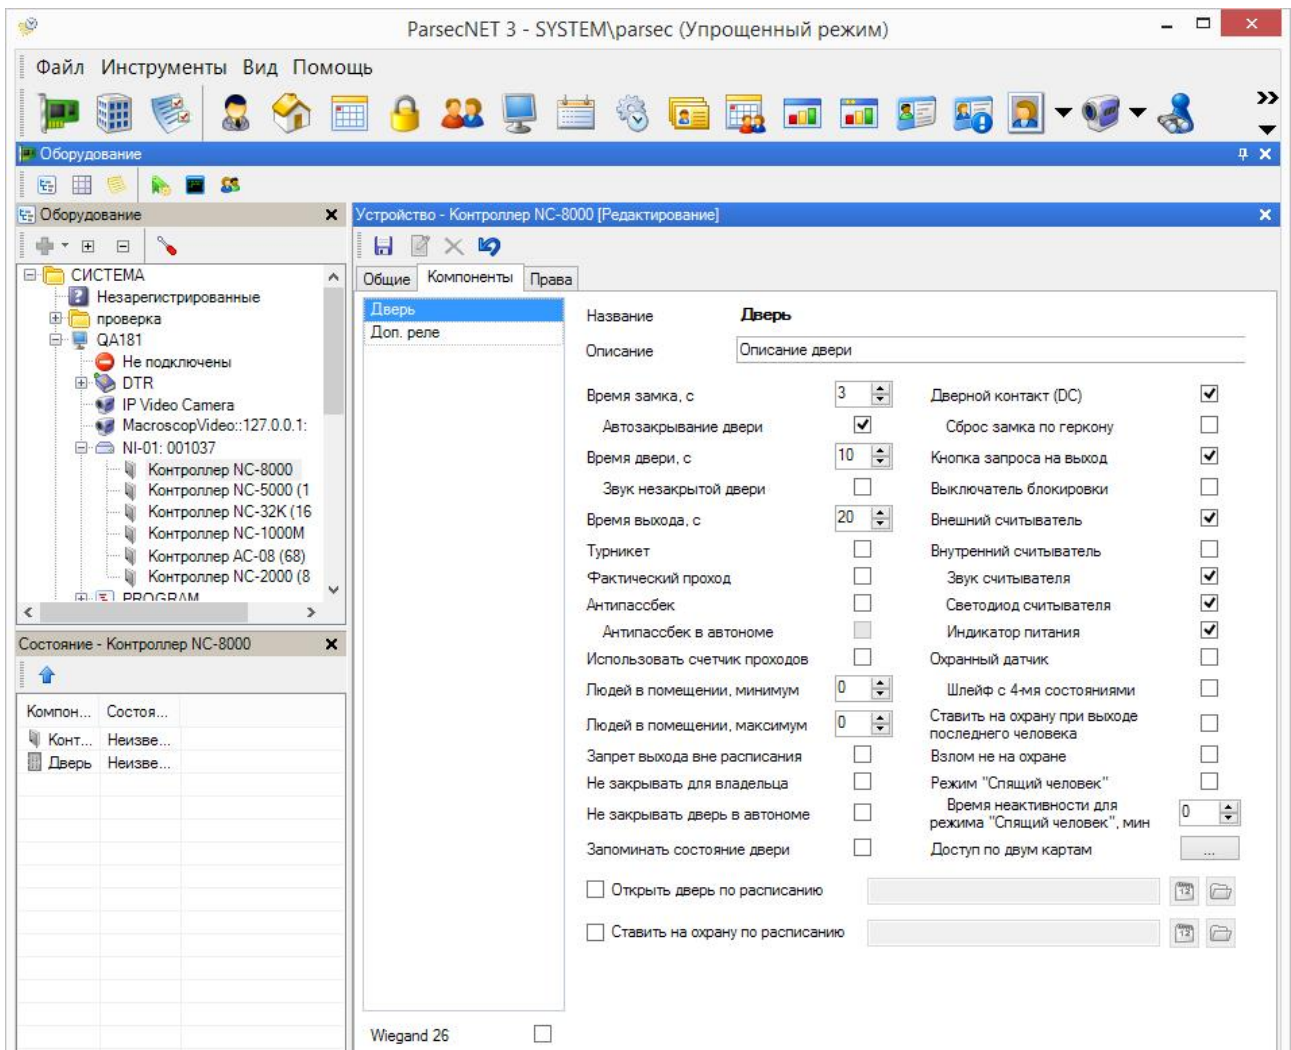 ParsecNET 3 - SYSTEM\parsec (Упрощенный режим)
Файл Инструменты Вид Помощь
Оборудование
Оборудование
СИСТЕМА
Незарегистрированные
проверка
QA181
Не подключены
DTR
IP Video Camera
MacroscopVideo::127.0.0.1:
NI-01: 001037
Контроллер NC-8000
Контроллер NC-5000 (1
Контроллер NC-32K (16
Контроллер NC-1000M
Контроллер AC-08 (68)
Контроллер NC-2000 (8
PROGRAM
Состояние - Контроллер NC-8000
Компон... Состоя...
Конт... Неизве...
Дверь Неизве...
Устройство - Контроллер NC-8000 [Редактирование]
Общие Компоненты Права
Дверь
Доп. реле
Wiegand 26
Название Дверь
Описание Описание двери
Время замка, с 3
Автозакрывание двери
Время двери, с 10
Звук незакрытой двери
Время выхода, с 20
Турникет
Фактический проход
Антипассбек
Антипассбек в автономе
Использовать счетчик проходов
Людей в помещении, минимум 0
Людей в помещении, максимум 0
Запрет выхода вне расписания
Не закрывать для владельца
Не закрывать дверь в автономе
Запоминать состояние двери
Дверной контакт (DC)
Сброс замка по геркону
Кнопка запроса на выход
Выключатель блокировки
Внешний считыватель
Внутренний считыватель
Звук считывателя
Светодиод считывателя
Индикатор питания
Охранный датчик
Шлейф с 4-мя состояниями
Ставить на охрану при выходе
последнего человека
Взлом не на охране
Режим "Спящий человек"
Время неактивности для
режима "Спящий человек", мин 0
Доступ по двум картам ...
Открыть дверь по расписанию
Ставить на охрану по расписанию